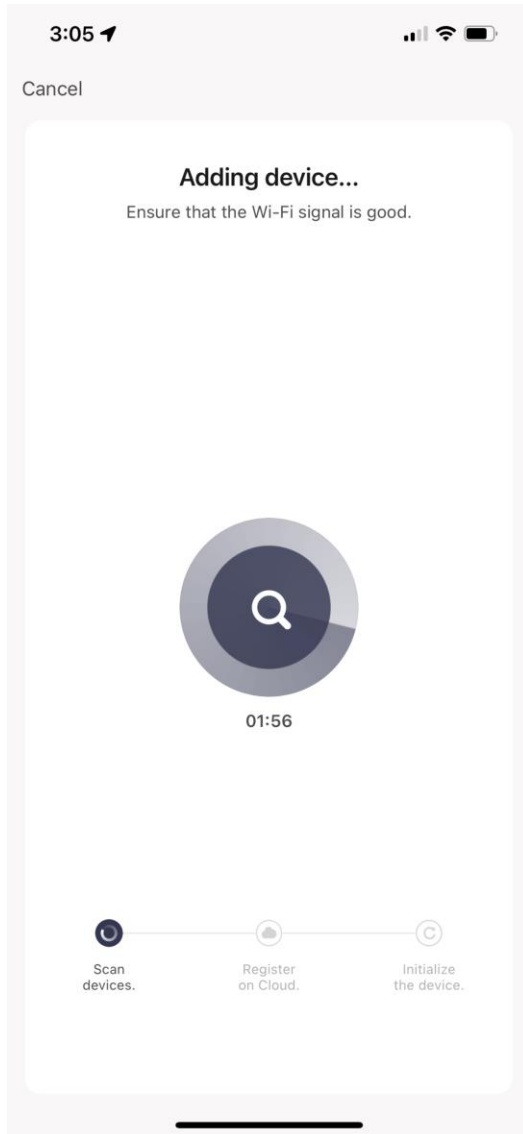 3:05
Cancel
Adding device...
Ensure that the Wi-Fi signal is good.
01:56
Scan
devices.
Register
on Cloud.
Initialize
the device.